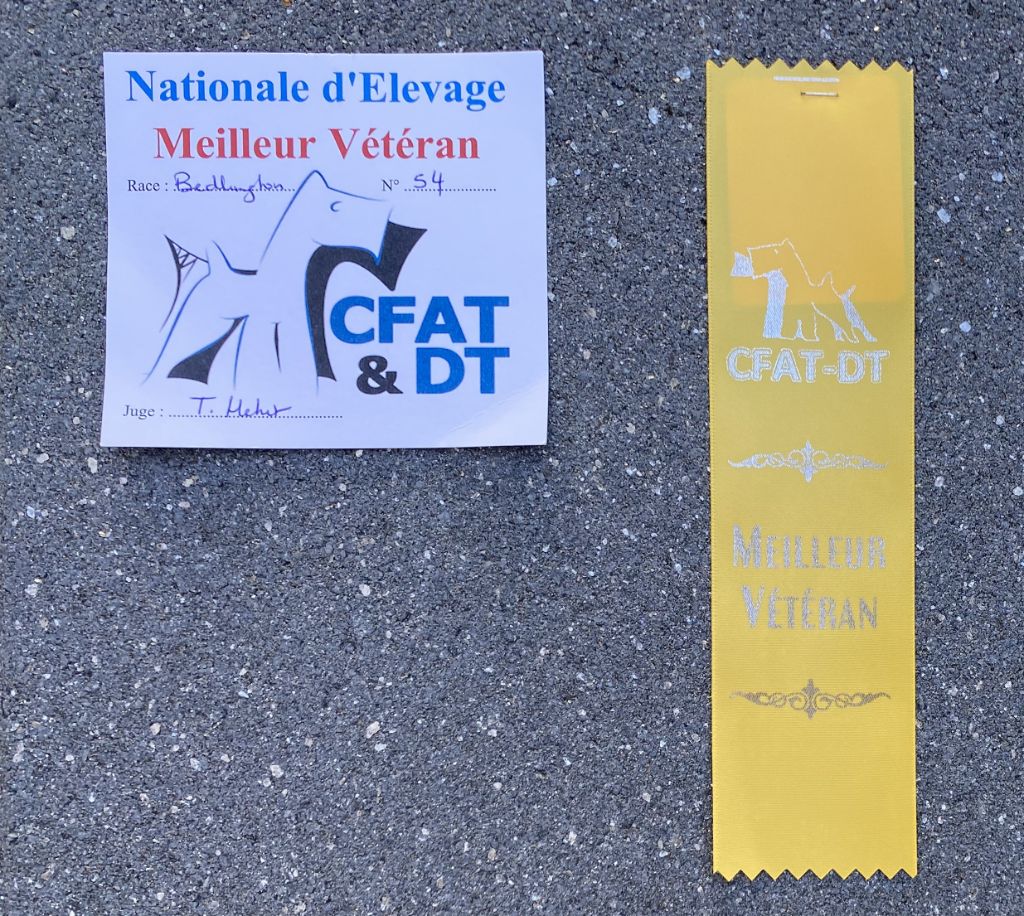 Nationale d'Elevage
Meilleur Vétéran
Race : Bedlington N° 54
CFAT
& DT
Juge : T.
CFAT-DT
MEILLEUR
VÉTÉRAN